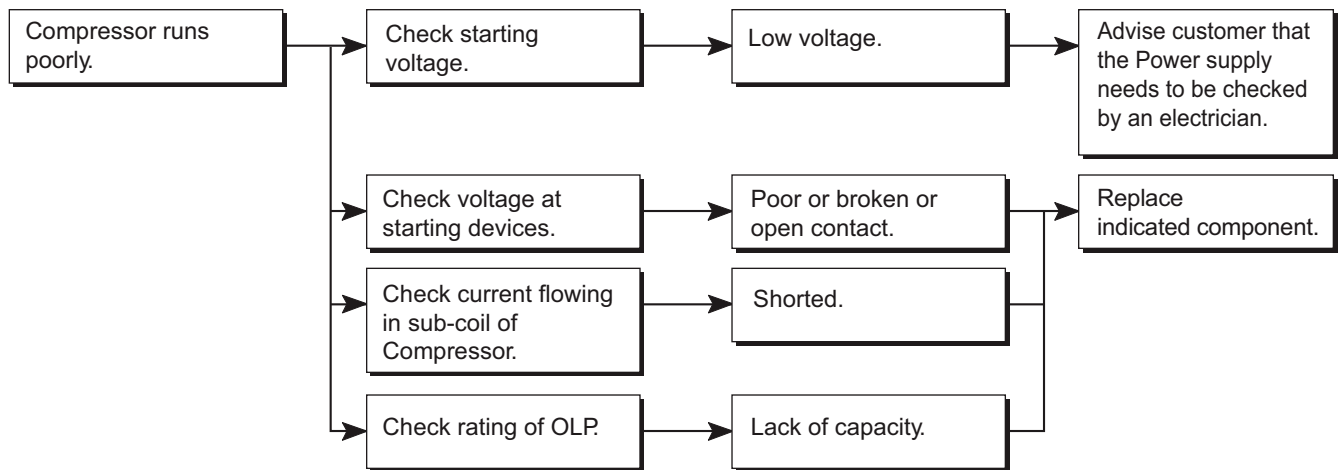 Compressor runs
poorly.
Check starting
voltage.
Low voltage.
Advise customer that
the Power supply
needs to be checked
by an electrician.
Check voltage at
starting devices.
Poor or broken or
open contact.
Replace
indicated component.
Check current flowing
in sub-coil of
Compressor.
Shorted.
Check rating of OLP.
Lack of capacity.